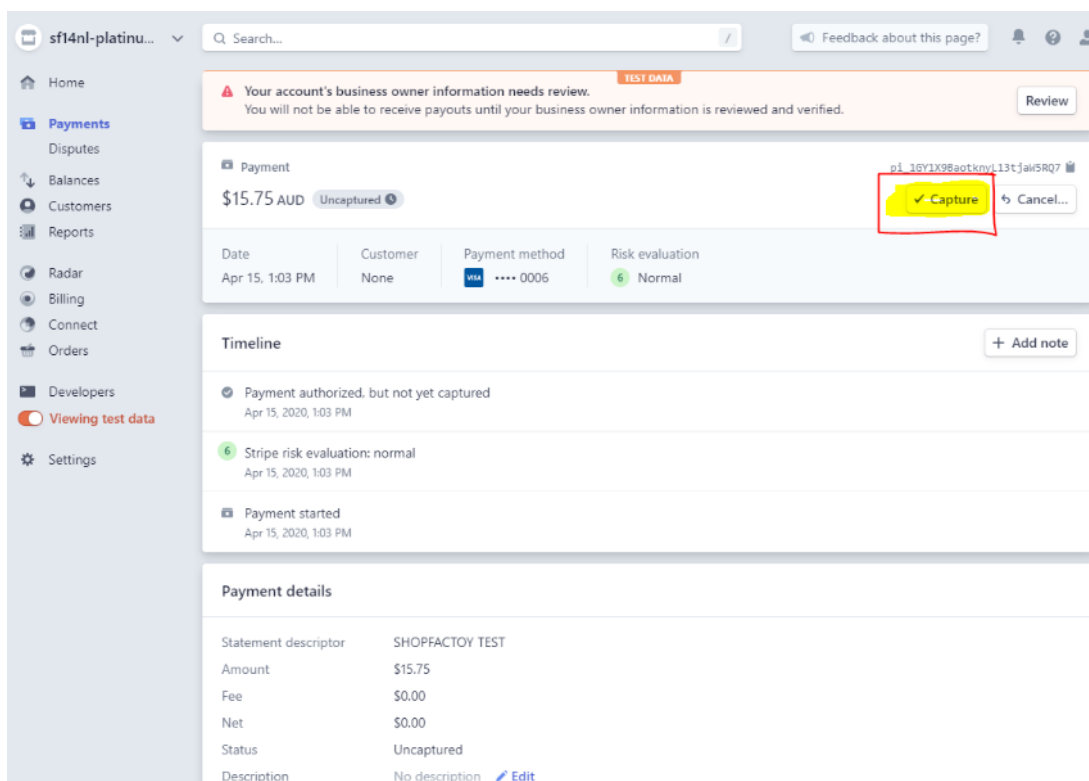 sf14nl-platinu...
Search...
/
Feedback about this page?
Home
Payments
Disputes
Balances
Customers
Reports
Radar
Billing
Connect
Orders
Developers
Viewing test data
Settings
TEST DATA
Your account's business owner information needs review.
You will not be able to receive payouts until your business owner information is reviewed and verified.
Review
Payment
pi_1GY1X9BaotknyL13tjaW5RQ7
$15.75 AUD Uncaptured
Capture
Cancel...
Date Customer Payment method Risk evaluation
Apr 15, 1:03 PM None VISA •••• 0006 6 Normal
Timeline
+ Add note
Payment authorized, but not yet captured
Apr 15, 2020, 1:03 PM
6 Stripe risk evaluation: normal
Apr 15, 2020, 1:03 PM
Payment started
Apr 15, 2020, 1:03 PM
Payment details
Statement descriptor SHOPFACTOY TEST
Amount $15.75
Fee $0.00
Net $0.00
Status Uncaptured
Description No description Edit